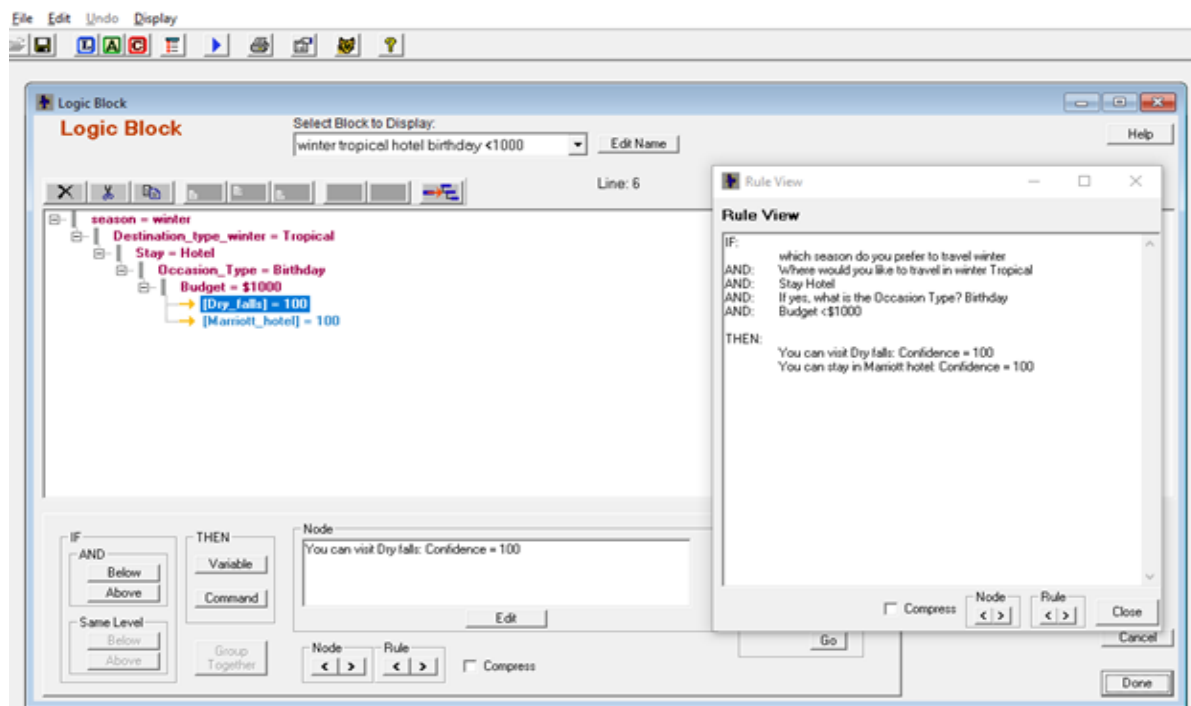 File Edit Undo Display
L A C ?
Logic Block
Logic Block
Select Block to Display:
winter tropical hotel birthday <1000
Edit Name
Help
Line: 6
season = winter
Destination_type_winter = Tropical
Stay = Hotel
Occasion_Type = Birthday
Budget = $1000
[Dry_falls] = 100
[Marriott_hotel] = 100
Rule View
Rule View
IF:
which season do you prefer to travel winter
AND: Where would you like to travel in winter Tropical
AND: Stay Hotel
AND: If yes, what is the Occasion Type? Birthday
AND: Budget <$1000
THEN:
You can visit Dry falls: Confidence = 100
You can stay in Marriott hotel: Confidence = 100
Compress
Node
< >
Rule
< >
Close
IF
AND
Below
Above
Same Level
Below
Above
THEN
Variable
Command
Group
Together
Node
You can visit Dry falls: Confidence = 100
Edit
Node
< >
Rule
< >
Compress
Go
Cancel
Done